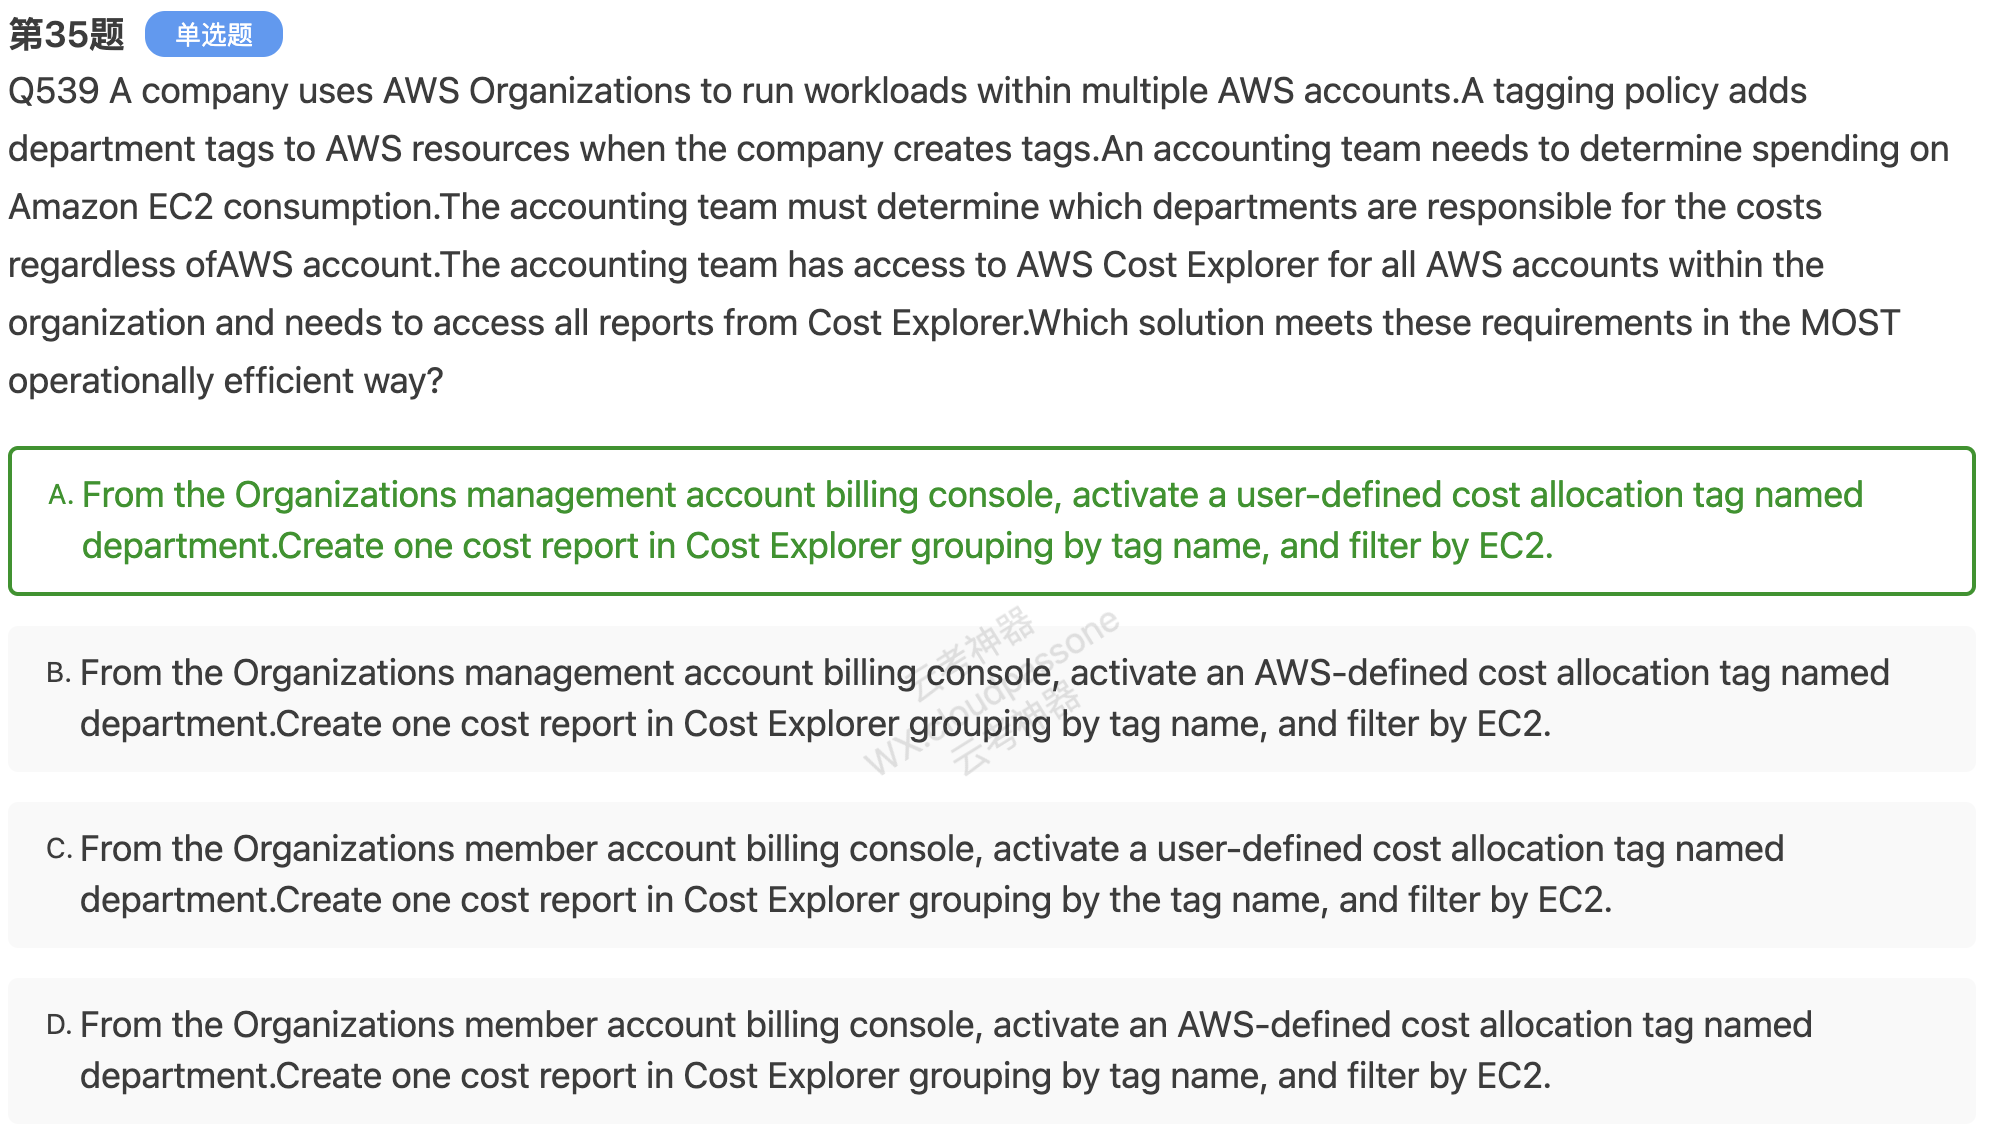 第35题 单选题
Q539 A company uses AWS Organizations to run workloads within multiple AWS accounts.A tagging policy adds
department tags to AWS resources when the company creates tags.An accounting team needs to determine spending on
Amazon EC2 consumption.The accounting team must determine which departments are responsible for the costs
regardless ofAWS account.The accounting team has access to AWS Cost Explorer for all AWS accounts within the
organization and needs to access all reports from Cost Explorer.Which solution meets these requirements in the MOST
operationally efficient way?
A. From the Organizations management account billing console, activate a user-defined cost allocation tag named
department.Create one cost report in Cost Explorer grouping by tag name, and filter by EC2.
B. From the Organizations management account billing console, activate an AWS-defined cost allocation tag named
department.Create one cost report in Cost Explorer grouping by tag name, and filter by EC2.
云考神器
WX:cloudpassone
云考神器
C. From the Organizations member account billing console, activate a user-defined cost allocation tag named
department.Create one cost report in Cost Explorer grouping by the tag name, and filter by EC2.
D. From the Organizations member account billing console, activate an AWS-defined cost allocation tag named
department.Create one cost report in Cost Explorer grouping by tag name, and filter by EC2.